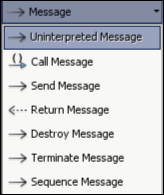 Message
Uninterpreted Message
Call Message
Send Message
Return Message
Destroy Message
Terminate Message
Sequence Message